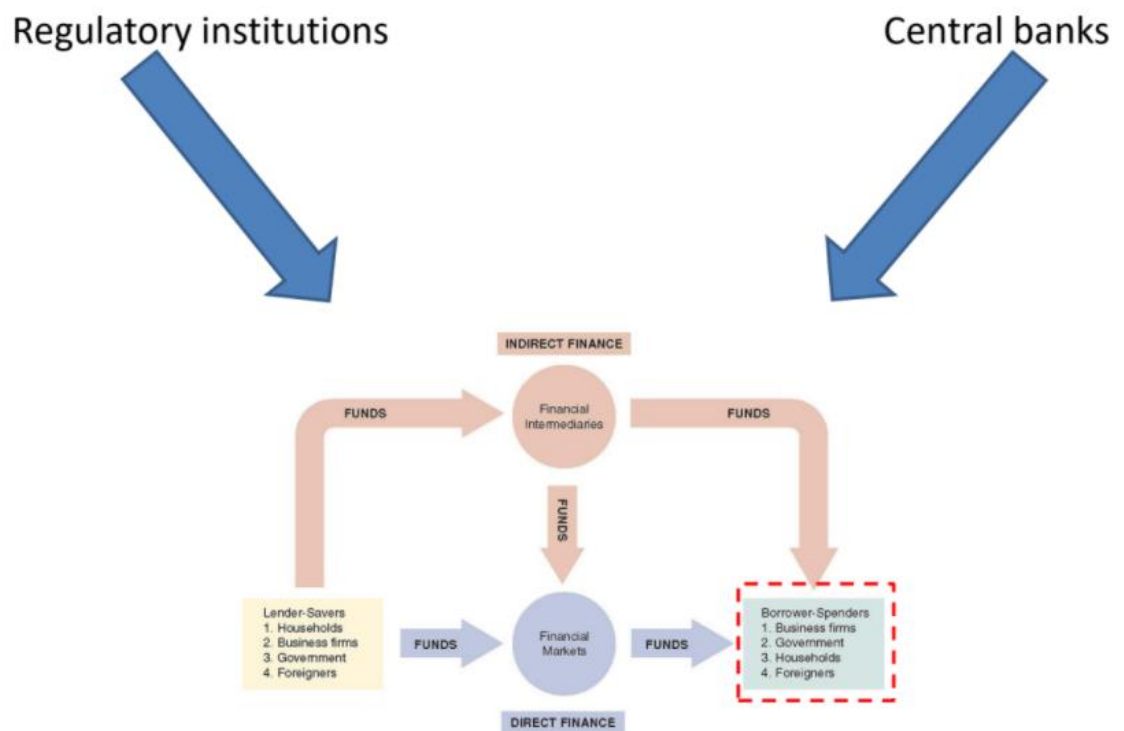 Regulatory institutions
Central banks
INDIRECT FINANCE
FUNDS
Financial
Intermediaries
FUNDS
FUNDS
Lender-Savers
1. Households
2. Business firms
3. Government
4. Foreigners
FUNDS
Financial
Markets
FUNDS
Borrower-Spenders
1. Business firms
2. Government
3. Households
4. Foreigners
DIRECT FINANCE